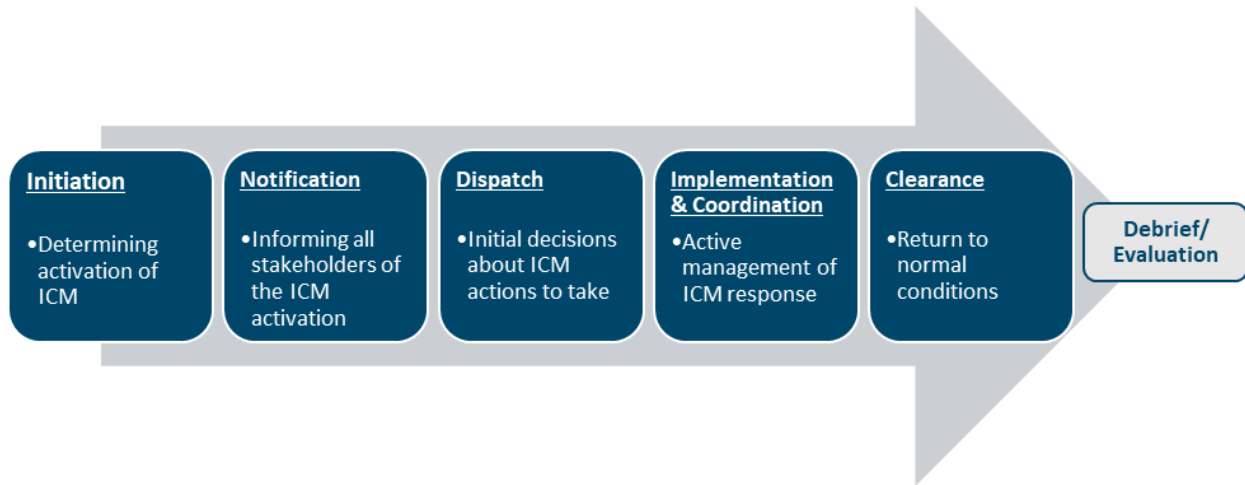 Initiation
•Determining
activation of
ICM
Notification
•Informing all
stakeholders of
the ICM
activation
Dispatch
•Initial decisions
about ICM
actions to take
Implementation
& Coordination
•Active
management of
ICM response
Clearance
•Return to
normal
conditions
Debrief/
Evaluation